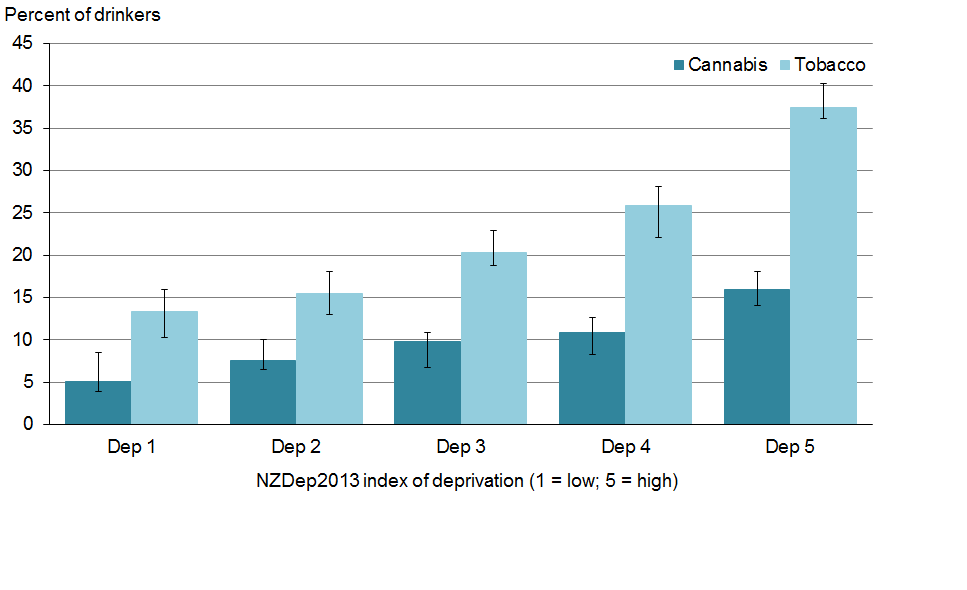 Percent of drinkers
45
Cannabis Tobacco
40
35
30
25
20
15
10
5
0
Dep 1 Dep 2 Dep 3 Dep 4 Dep 5
NZDep2013 index of deprivation (1 = low; 5 = high)